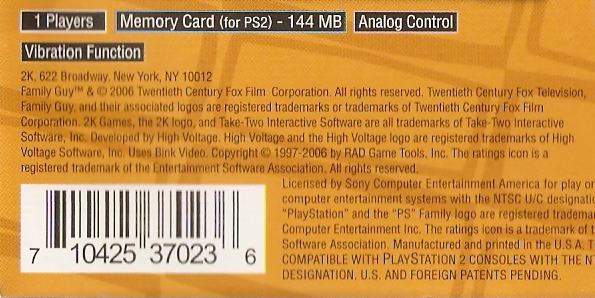 1 Players Memory Card (for PS2) - 144 MB Analog Control
Vibration Function
2K, 622 Broadway, New York, NY 10012
Family Guy™ & © 2006 Twentieth Century Fox Film Corporation. All rights reserved. Twentieth Century Fox Television,
Family Guy, and their associated logos are registered trademarks or trademarks of Twentieth Century Fox Film
Corporation. 2K Games, the 2K logo, and Take-Two Interactive Software are all trademarks of Take-Two Interactive
Software, Inc. Developed by High Voltage. High Voltage and the High Voltage logo are registered trademarks of High
Voltage Software, Inc. Uses Bink Video. Copyright © 1997-2006 by RAD Game Tools, Inc. The ratings icon is a
registered trademark of the Entertainment Software Association. All rights reserved.
Licensed by Sony Computer Entertainment America for play on
computer entertainment systems with the NTSC U/C designatio
"PlayStation" and the "PS" Family logo are registered trademar
Computer Entertainment Inc. The ratings icon is a trademark of t
Software Association. Manufactured and printed in the U.S.A. T
COMPATIBLE WITH PLAYSTATION 2 CONSOLES WITH THE NT
DESIGNATION. U.S. AND FOREIGN PATENTS PENDING.
7 10425 37023 6